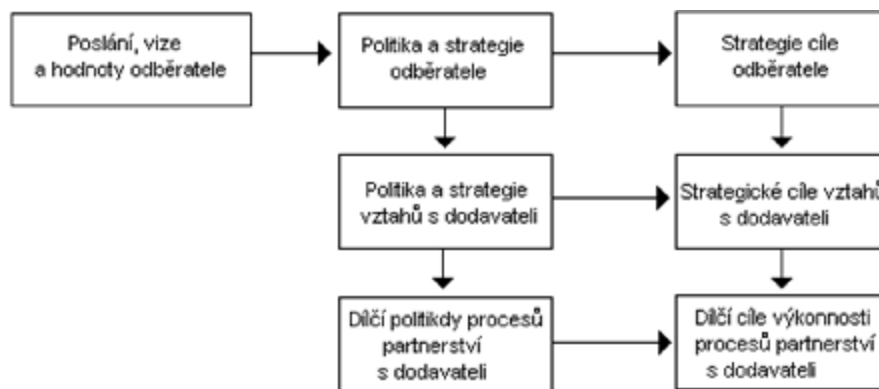 Poslání, vize
a hodnoty odběratele
Politika a strategie
odběratele
Strategie cíle
odběratele
Politika a strategie
vztahů s dodavateli
Strategické cíle vztahů
s dodavateli
Dílčí politikdy procesů
partnerství
s dodavateli
Dílčí cíle výkonnosti
procesů partnerství
s dodavateli